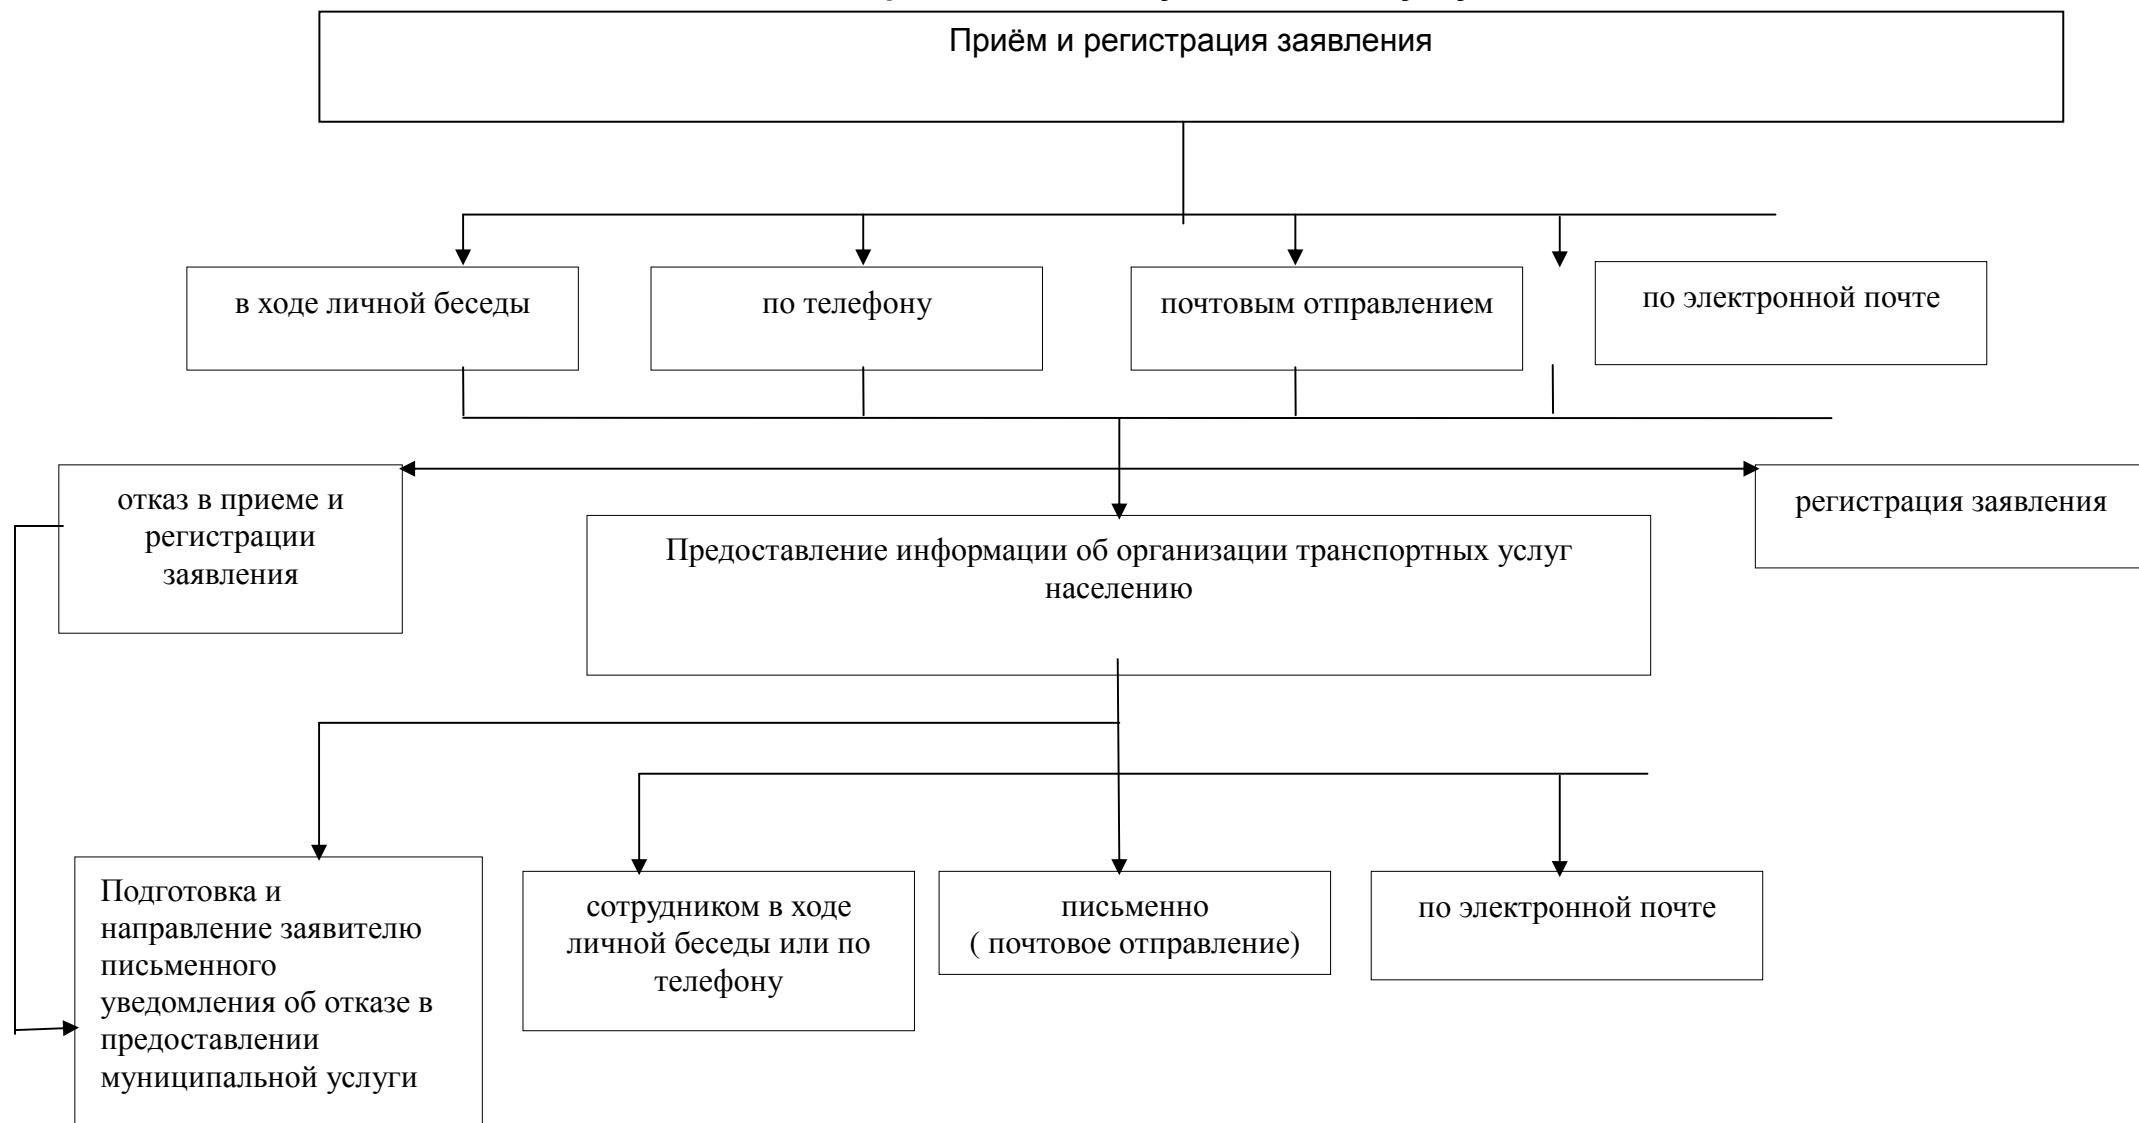 Приём и регистрация заявления
в ходе личной беседы
по телефону
почтовым отправлением
по электронной почте
отказ в приеме и
регистрации
заявления
регистрация заявления
Предоставление информации об организации транспортных услуг
населению
Подготовка и
направление заявителю
письменного
уведомления об отказе в
предоставлении
муниципальной услуги
сотрудником в ходе
личной беседы или по
телефону
письменно
( почтовое отправление)
по электронной почте